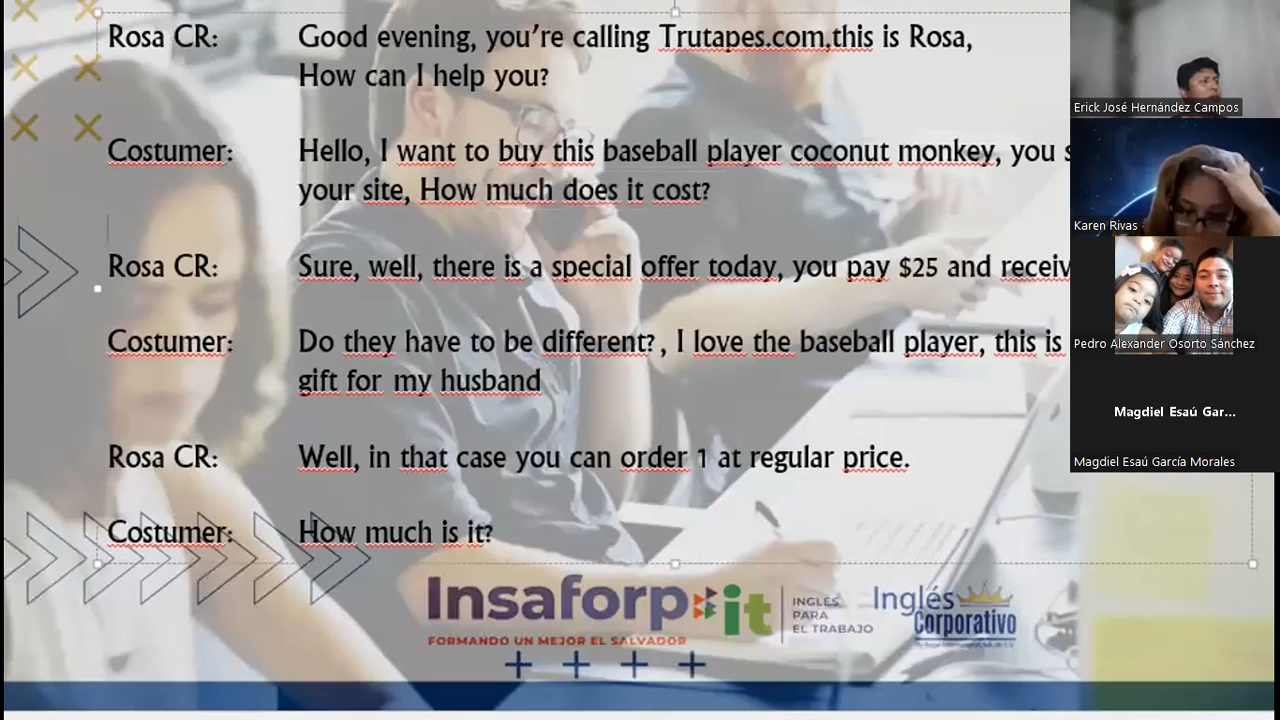 Rosa CR: Good evening, you're calling Trutapes.com,this is Rosa,
How can I help you?
Costumer: Hello, I want to buy this baseball player coconut monkey, you
your site, How much does it cost?
Rosa CR: Sure, well, there is a special offer today, you pay $25 and
Costumer: Do they have to be different?, I love the baseball player, this is
gift for my husband
Rosa CR: Well, in that case you can order 1 at regular price.
Costumer: How much is it?
Insaforp it
FORMANDO UN MEJOR EL SALVADOR
INGLES
PARA
EL TRABAJO
Inglés
Corporativo
Erick José Hernández Campos
Karen Rivas
Pedro Alexander Osorto Sánchez
Magdiel Esaú Gar...
Magdiel Esaú García Morales